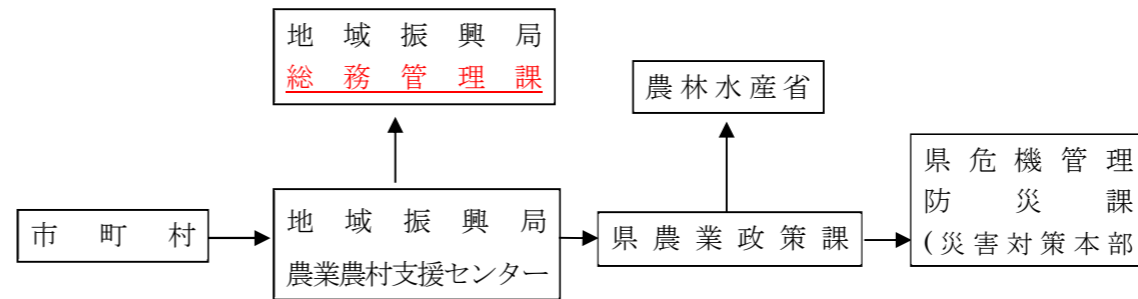 地域振興局
総務管理課
農林水産省
県危機管理
防災課
(災害対策本部
市町村
地域振興局
農業農村支援センター
県農業政策課